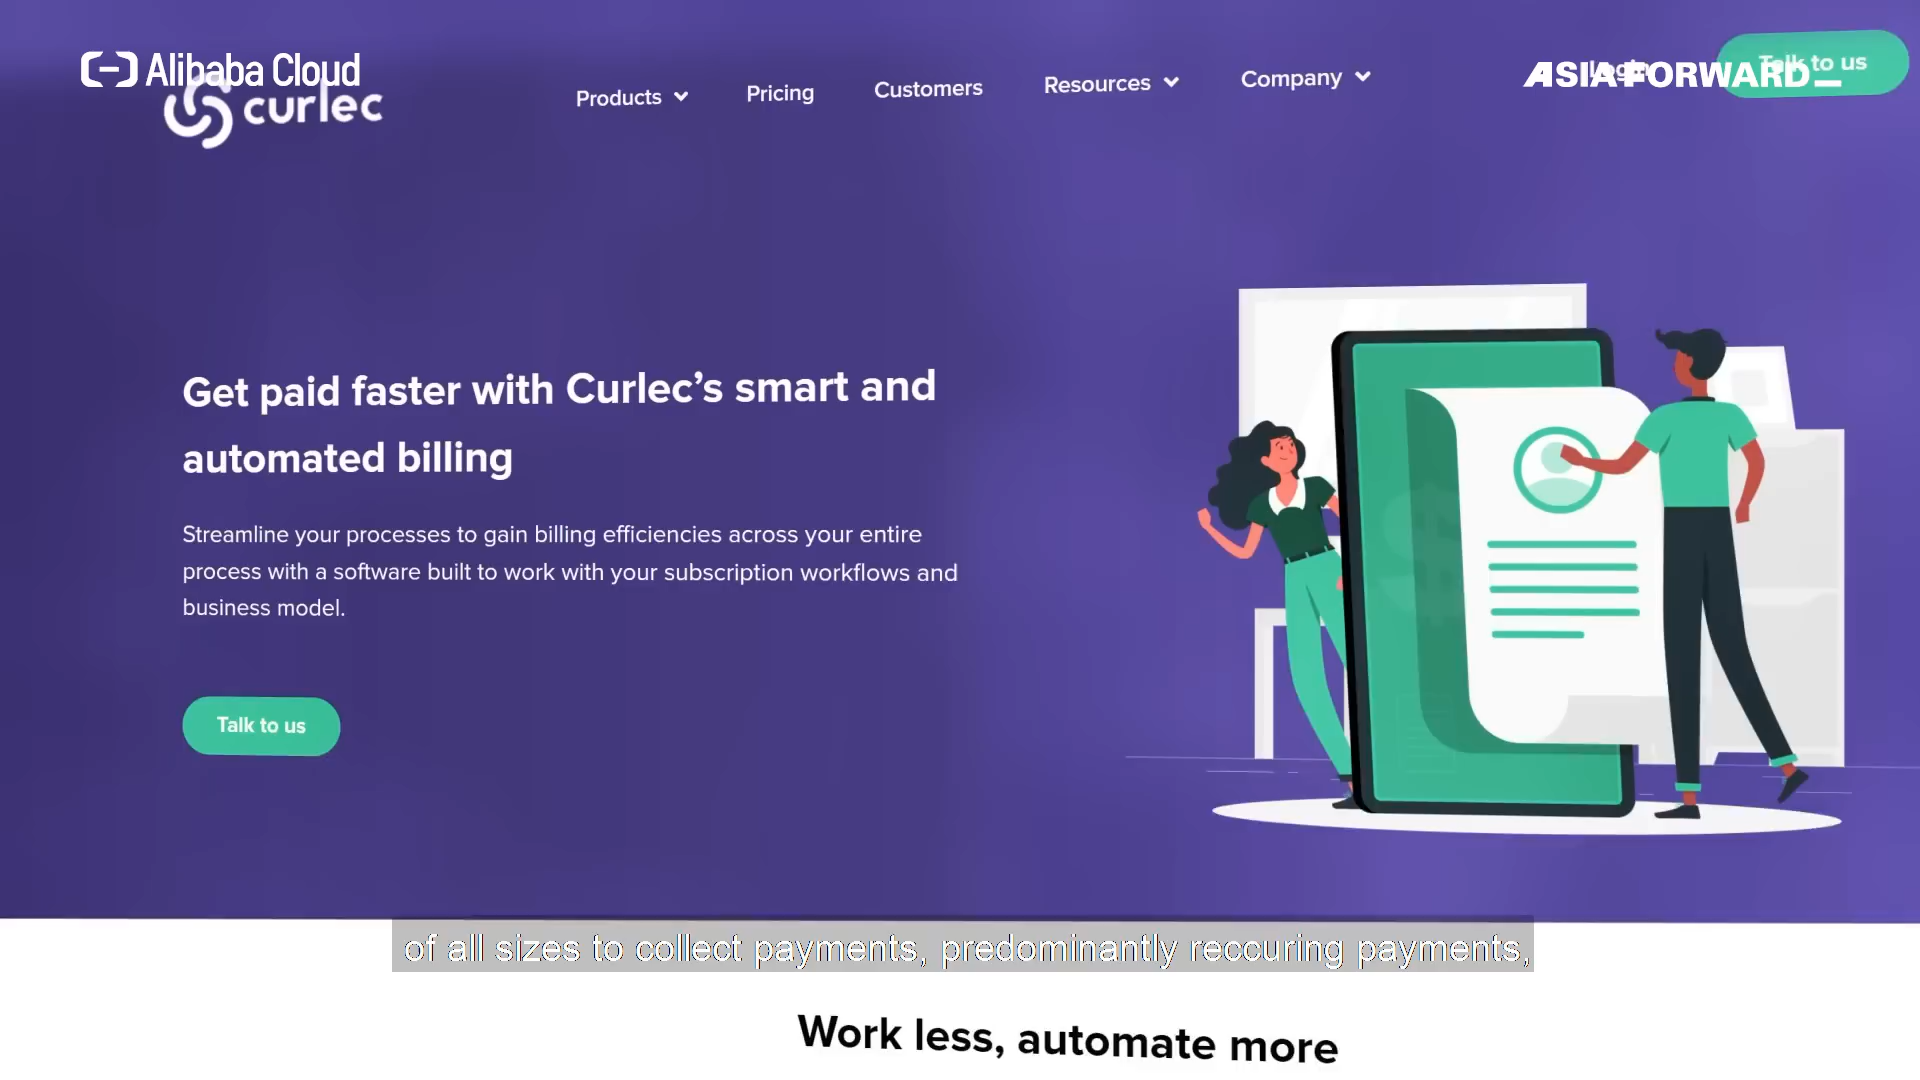 Alibaba Cloud
curlec
Products
Pricing
Customers
Resources
Company
Login
Talk to us
ASIA FORWARD
Get paid faster with Curlec’s smart and
automated billing
Streamline your processes to gain billing efficiencies across your entire
process with a software built to work with your subscription workflows and
business model.
Talk to us
of all sizes to collect payments, predominantly reccuring payments,
Work less, automate more